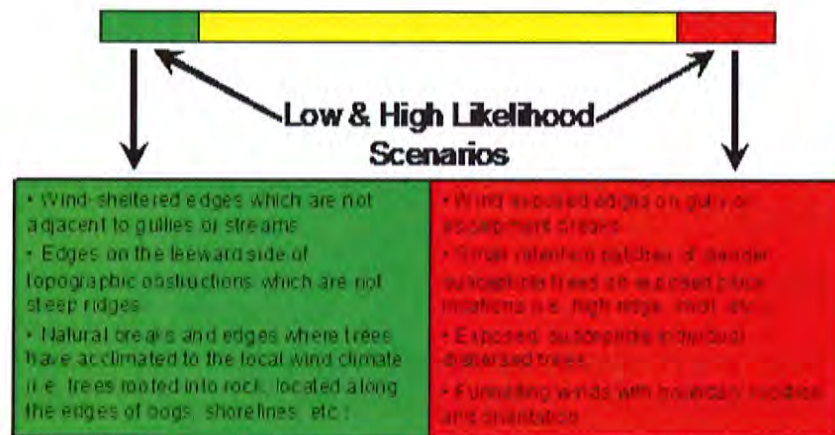 Low & High Likelihood
Scenarios
• Wind-sheltered edges which are not
adjacent to gullies or streams
• Edges on the leeward side of
topographic obstructions which are not
steep ridges
• Natural breaks and edges where trees
have acclimated to the local wind climate
(i.e. trees rooted into rock, located along
the edges of bogs, shorelines, etc.)
• Wind exposed edges on gully or
escarpment breaks
• Small retention patches of slender
susceptible trees on exposed
locations (i.e. high ridge,
• Exposed, susceptible individual
dispersed trees
• Funnelling winds with boundary
and orientation